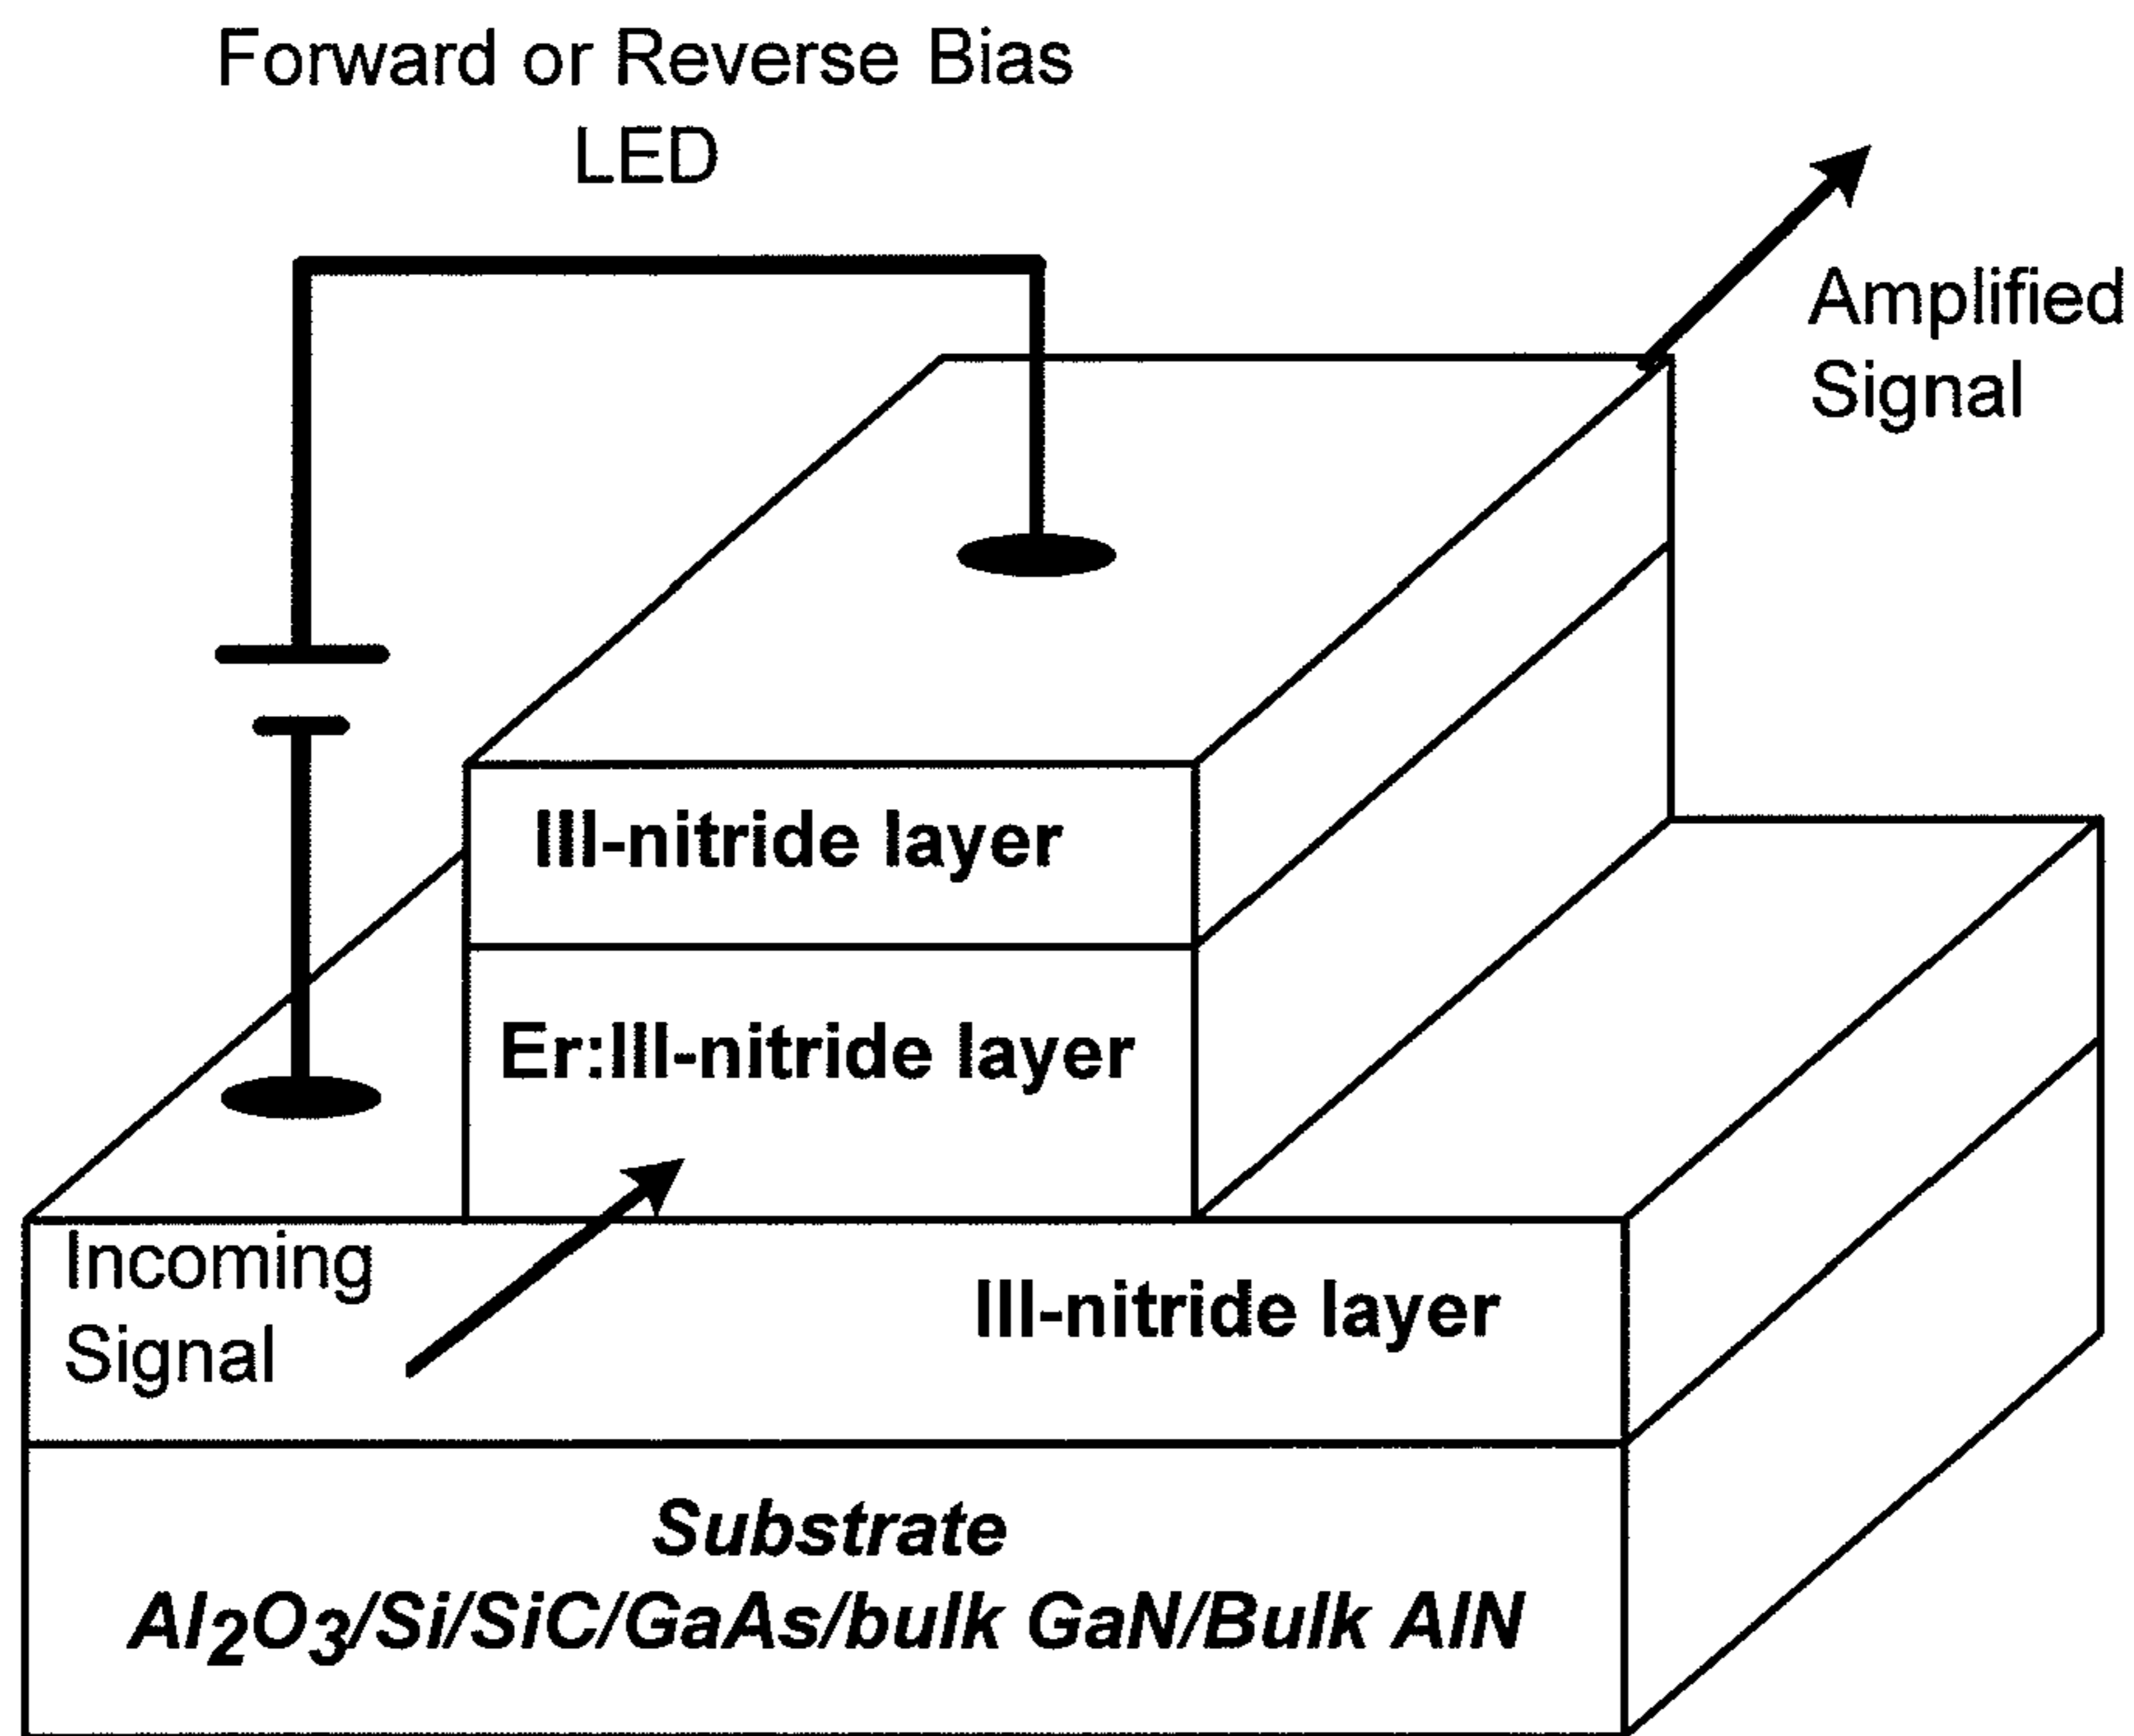 Forward or Reverse Bias
LED
Amplified
Signal
III-nitride layer
Er:III-nitride layer
Incoming
Signal
III-nitride layer
Substrate
Al₂O₃/Si/SiC/GaAs/bulk GaN/Bulk AlN